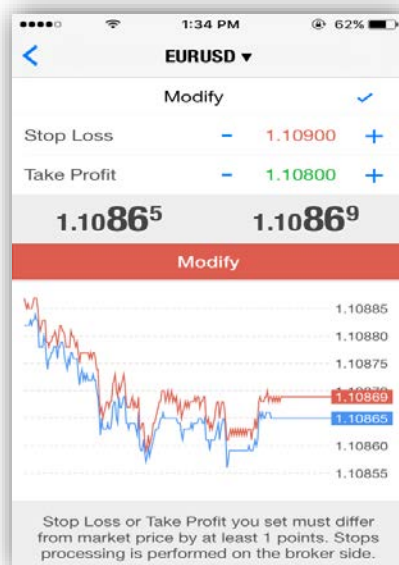 1:34 PM 62%
EURUSD ▾
Modify
Stop Loss - 1.10900 +
Take Profit - 1.10800 +
1.10865 1.10869
Modify
1.10885
1.10880
1.10875
1.10869
1.10865
1.10860
1.10855
Stop Loss or Take Profit you set must differ
from market price by at least 1 points. Stops
processing is performed on the broker side.